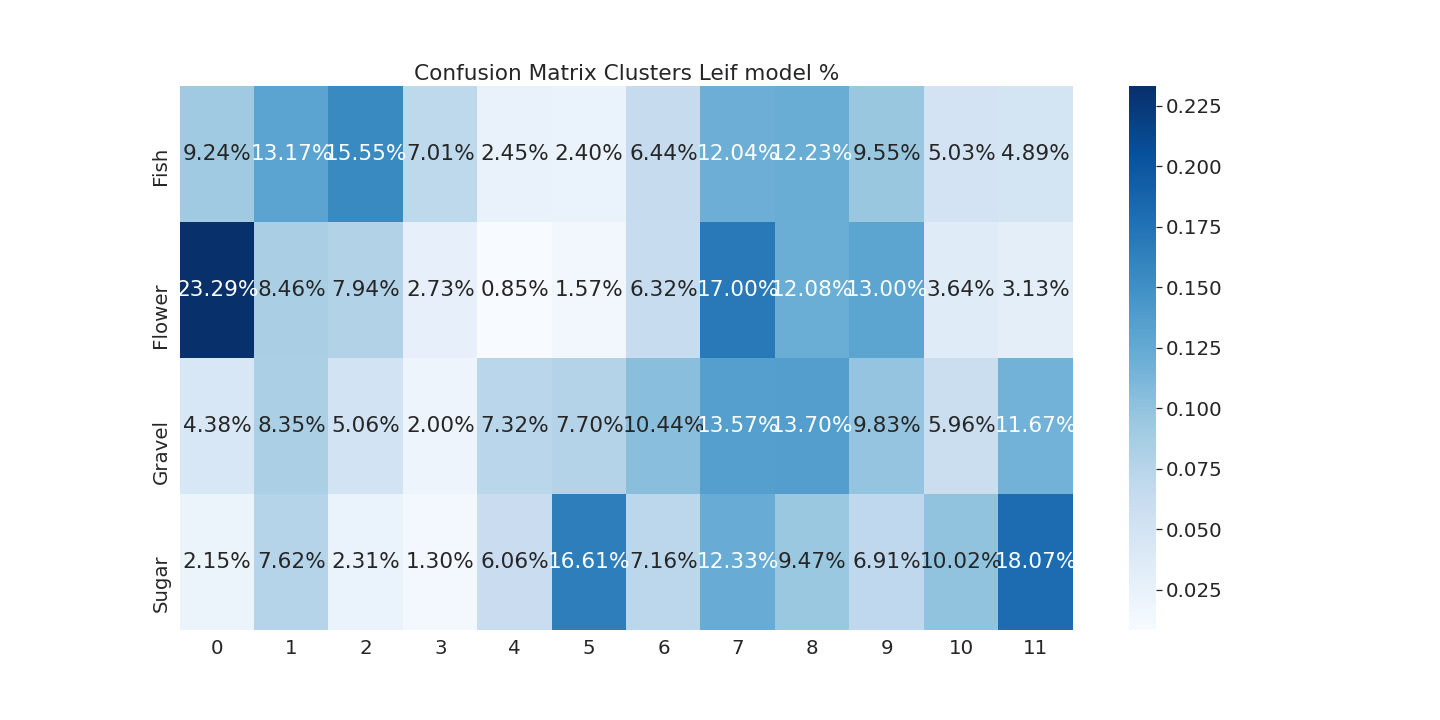 Confusion Matrix Clusters Leif model %
Fish 9.24% 13.17% 15.55% 7.01% 2.45% 2.40% 6.44% 12.04% 12.23% 9.55% 5.03% 4.89%
Flower 23.29% 8.46% 7.94% 2.73% 0.85% 1.57% 6.32% 17.00% 12.08% 13.00% 3.64% 3.13%
Gravel 4.38% 8.35% 5.06% 2.00% 7.32% 7.70% 10.44% 13.57% 13.70% 9.83% 5.96% 11.67%
Sugar 2.15% 7.62% 2.31% 1.30% 6.06% 16.61% 7.16% 12.33% 9.47% 6.91% 10.02% 18.07%
0 1 2 3 4 5 6 7 8 9 10 11
0.225
0.200
0.175
0.150
0.125
0.100
0.075
0.050
0.025